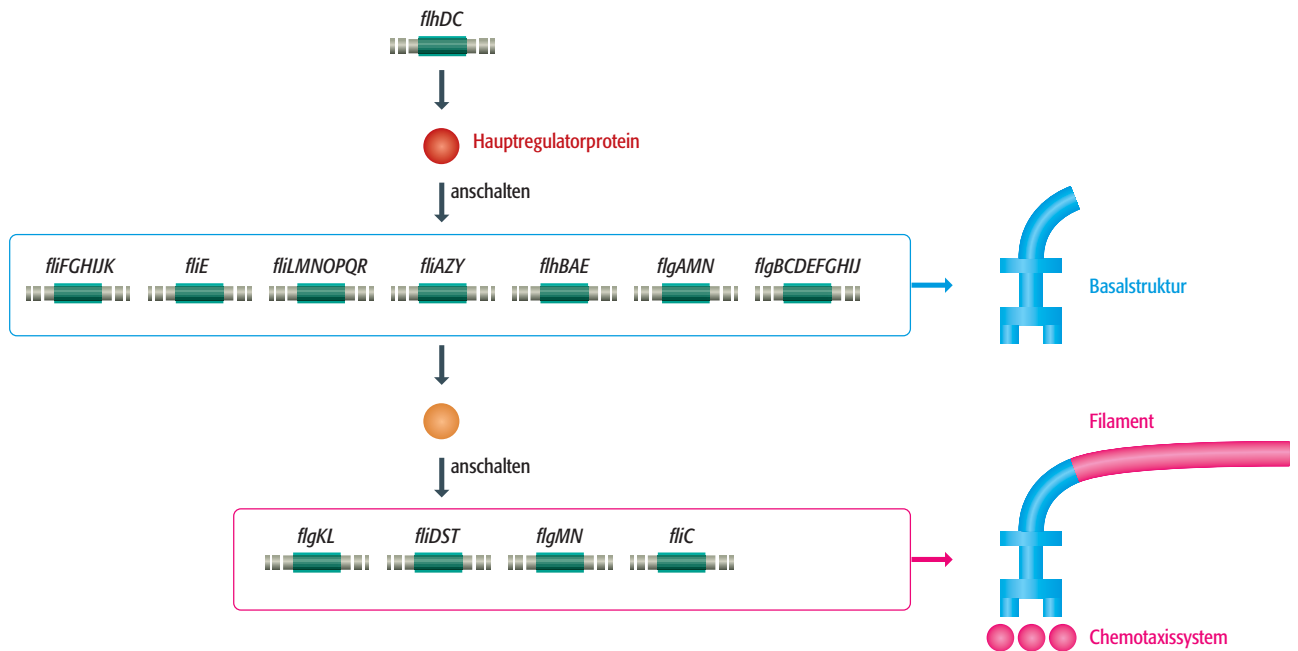 flhDC
Hauptregulatorprotein
anschalten
fliFGHIJK fliE fliLMNOPQR fliAZY flhBAE flgAMN flgBCDEFGHIJ
Basalstruktur
Filament
anschalten
flgKL fliDST flgMN fliC
Chemotaxissystem